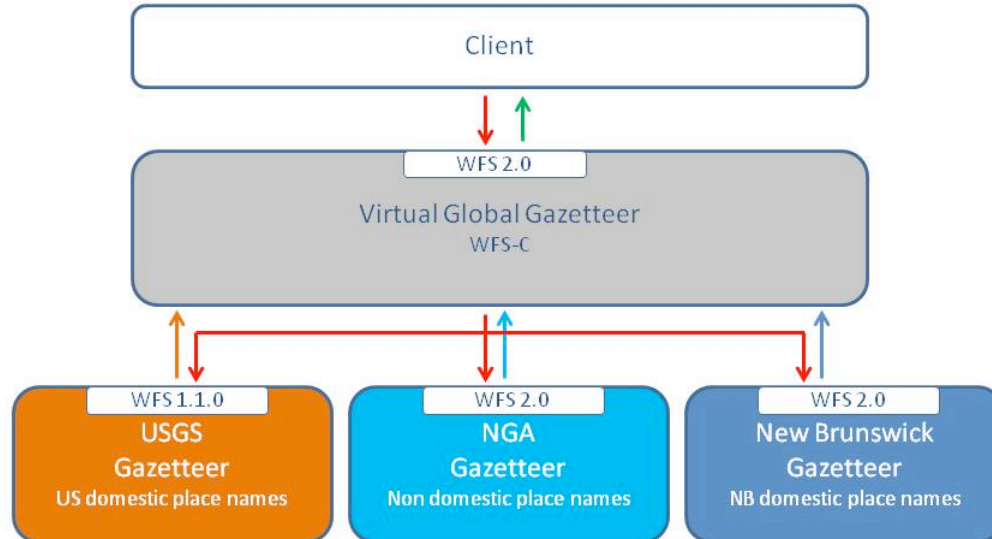 Client
WFS 2.0
Virtual Global Gazetteer
WFS-C
WFS 1.1.0
USGS
Gazetteer
US domestic place names
WFS 2.0
NGA
Gazetteer
Non domestic place names
WFS 2.0
New Brunswick
Gazetteer
NB domestic place names